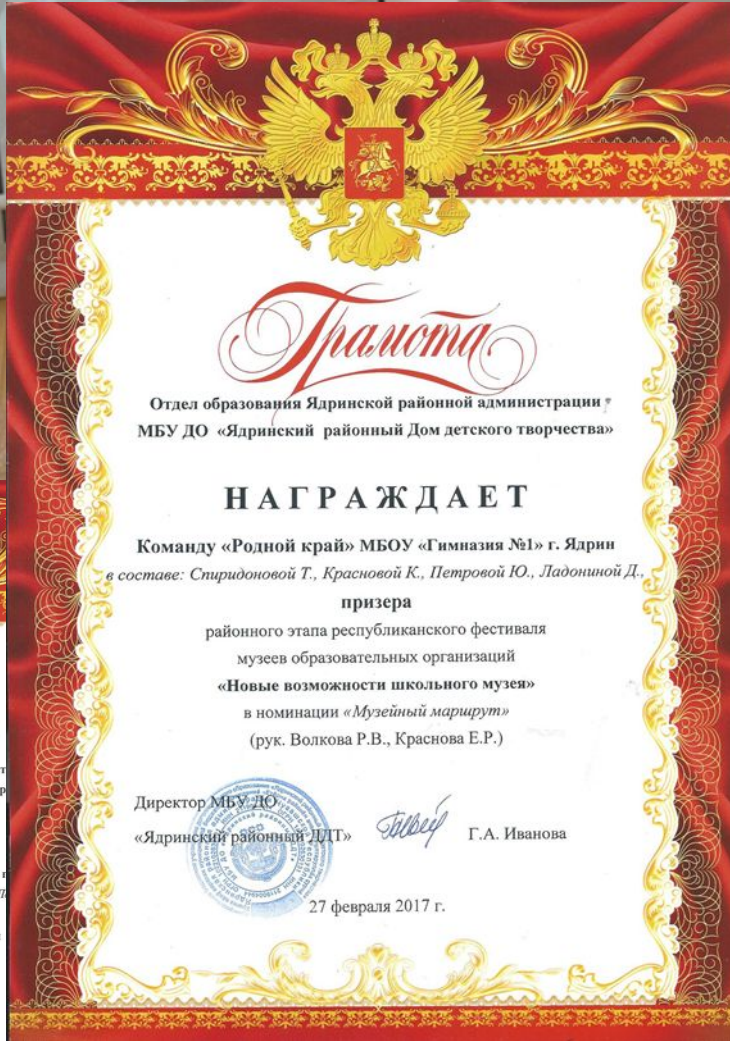 Грамота
Отдел образования Ядринской районной администрации
МБУ ДО «Ядринский районный Дом детского творчества»
НАГРАЖДАЕТ
Команду «Родной край» МБОУ «Гимназия №1» г. Ядрин
в составе: Спиридоновой Т., Красновой К., Петровой Ю., Ладониной Д.,
призера
районного этапа республиканского фестиваля
музеев образовательных организаций
«Новые возможности школьного музея»
в номинации «Музейный маршрут»
(рук. Волкова Р.В., Краснова Е.Р.)
Директор МБУ ДО
«Ядринский районный ДДТ» Г.А. Иванова
27 февраля 2017 г.